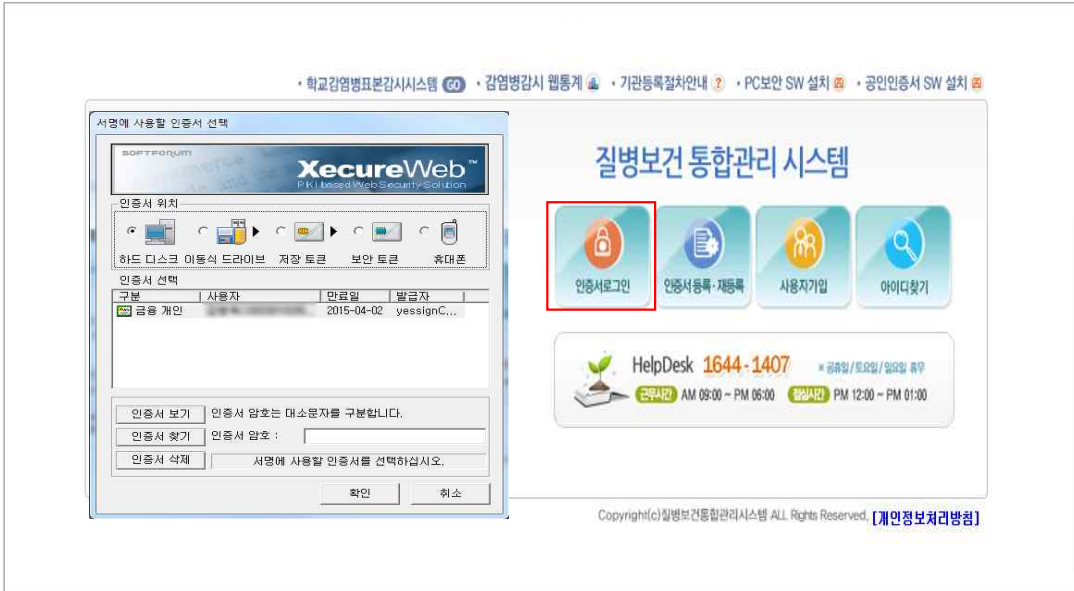 • 학교감염병표본감시시스템 GO • 감염병감시 웹통계 • 기관등록절차안내 ? • PC보안 SW 설치 • 공인인증서 SW 설치
서명에 사용할 인증서 선택
SOFTFORUM
XecureWeb™
PKI based Web Security Solution
인증서 위치
하드 디스크 이동식 드라이브 저장 토큰 보안 토큰 휴대폰
인증서 선택
구분 사용자 만료일 발급자
금융 개인 2015-04-02 yessignC...
인증서 보기 인증서 암호는 대소문자를 구분합니다.
인증서 찾기 인증서 암호 :
인증서 삭제 서명에 사용할 인증서를 선택하십시오.
확인 취소
질병보건 통합관리 시스템
인증서로그인 인증서 등록·재등록 사용자가입 아이디찾기
HelpDesk 1644-1407 ※ 공휴일/토요일/일요일 휴무
근무시간 AM 09:00 ~ PM 06:00 점심시간 PM 12:00 ~ PM 01:00
Copyright(c)질병보건통합관리시스템 ALL Rights Reserved. [개인정보처리방침]